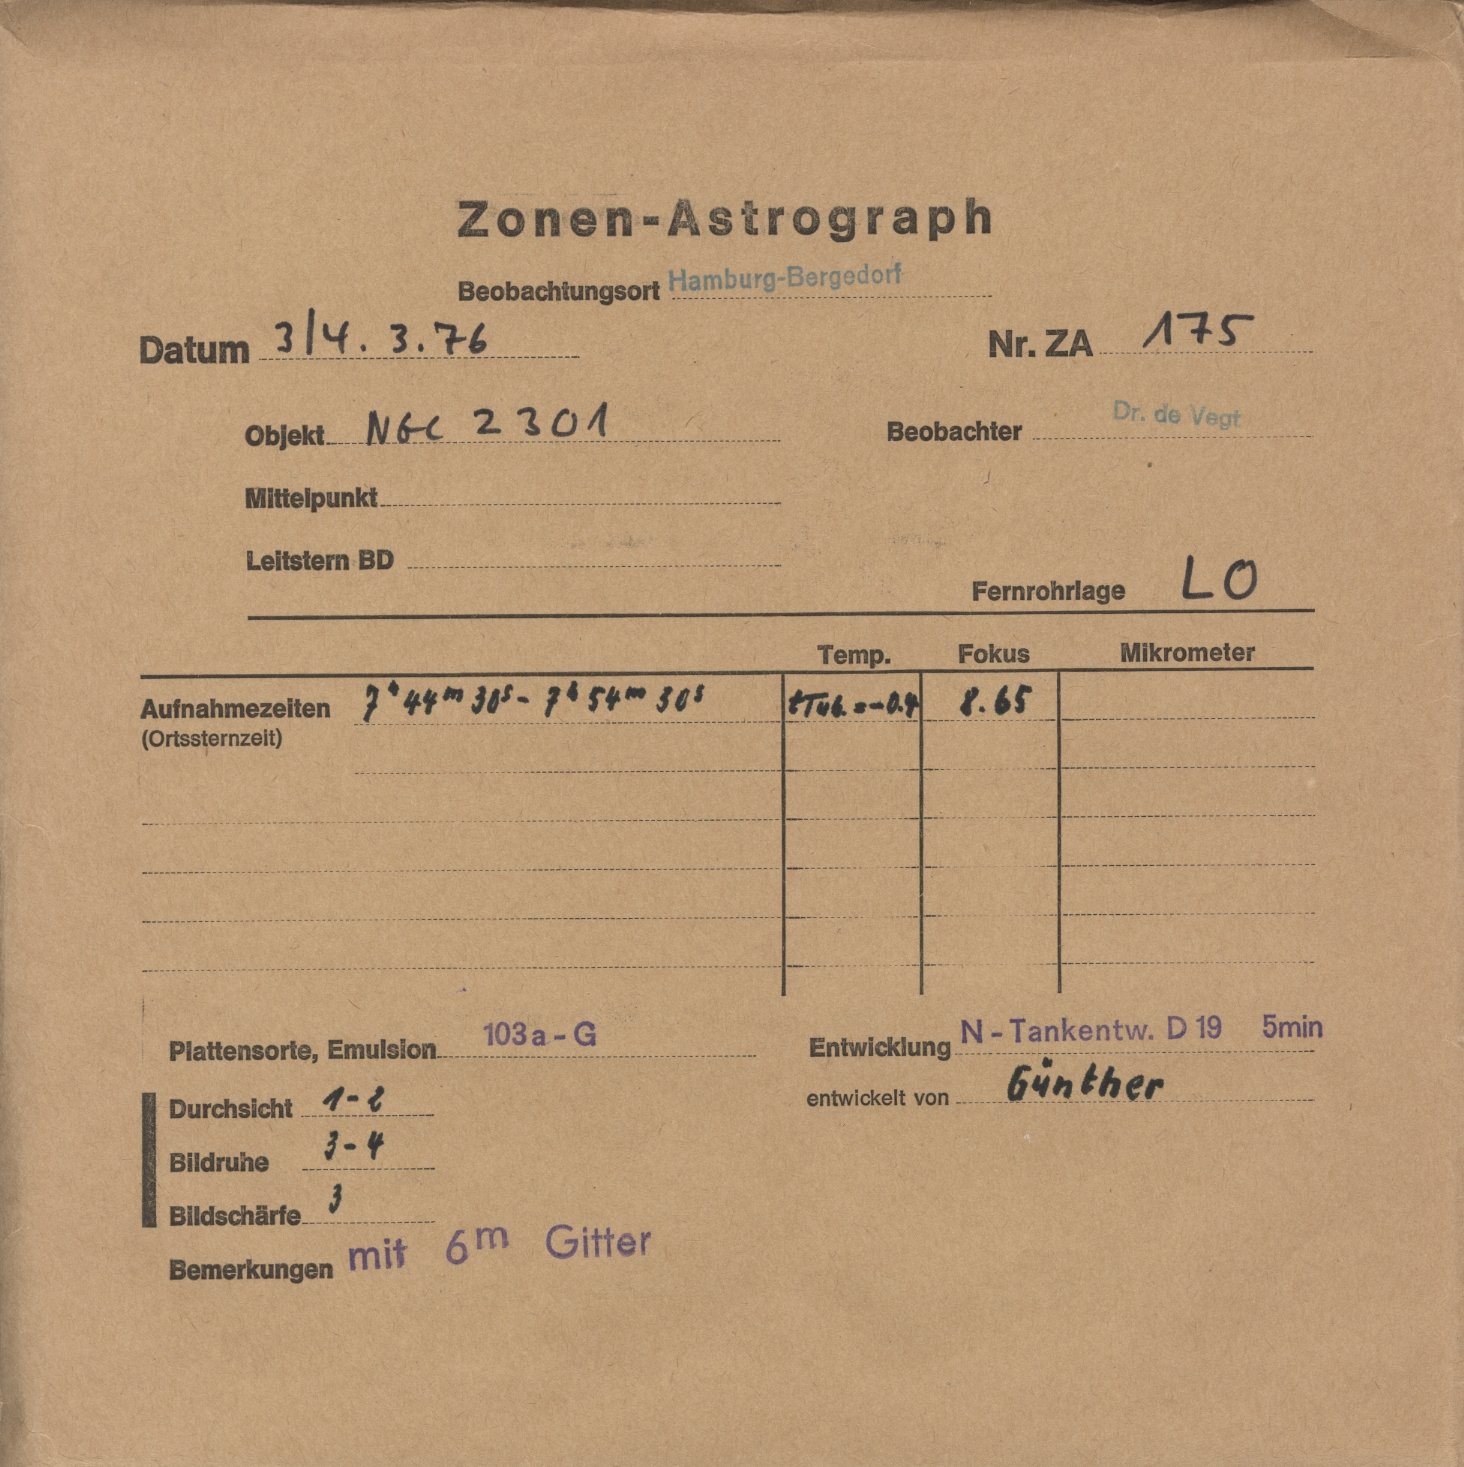 Zonen-Astrograph
Beobachtungsort Hamburg-Bergedorf
Datum 3/4. 3. 76 Nr. ZA 175
Objekt NGC 2301 Beobachter Dr. de Vegt
Mittelpunkt
Leitstern BD
Fernrohrlage LO
Temp. Fokus Mikrometer
Aufnahmezeiten 7h 44m 30s - 7h 54m 30s tTub. = -0.4 8.65
(Ortssternzeit)
Plattensorte, Emulsion 103a-G Entwicklung N-Tankentw. D 19 5min
Durchsicht 1-2 entwickelt von Günther
Bildruhe 3-4
Bildschärfe 3
Bemerkungen mit 6m Gitter